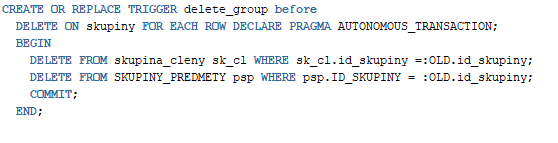 CREATE OR REPLACE TRIGGER delete_group before
DELETE ON skupiny FOR EACH ROW DECLARE PRAGMA AUTONOMOUS_TRANSACTION;
BEGIN
DELETE FROM skupina_cleny sk_cl WHERE sk_cl.id_skupiny =:OLD.id_skupiny;
DELETE FROM SKUPINY_PREDMETY psp WHERE psp.ID_SKUPINY = :OLD.id_skupiny;
COMMIT;
END;